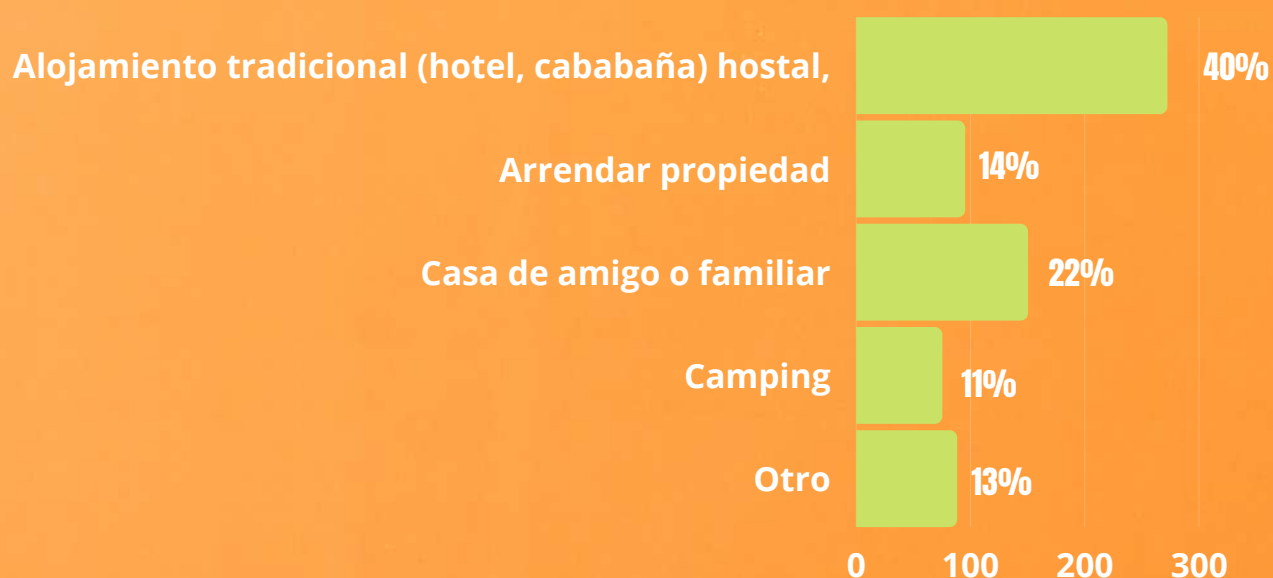 Alojamiento tradicional (hotel, cababaña) hostal,
40%
Arrendar propiedad
14%
Casa de amigo o familiar
22%
Camping
11%
Otro
13%
0 100 200 300